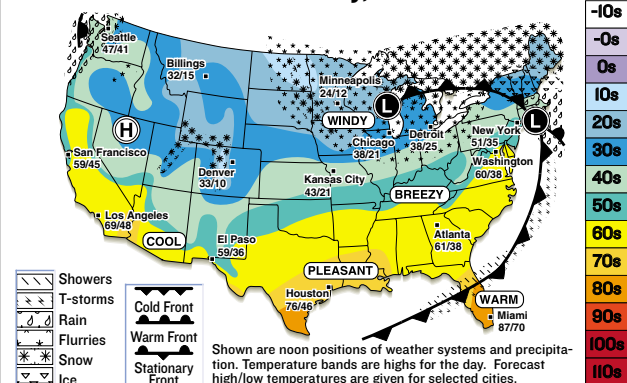 Seattle
47/41
Billings
32/15
Minneapolis
24/12
WINDY
L
L
H
Chicago
38/21
Detroit
38/25
New York
51/35
Washington
60/38
San Francisco
59/45
Denver
33/10
Kansas City
43/21
BREEZY
Los Angeles
69/48
COOL
El Paso
59/36
Atlanta
61/38
PLEASANT
Houston
76/46
WARM
Miami
87/70
-10s
-0s
0s
10s
20s
30s
40s
50s
60s
70s
80s
90s
100s
110s
Showers
T-storms
Rain
Flurries
Snow
Ice
Cold Front
Warm Front
Stationary
Front
Shown are noon positions of weather systems and precipita-
tion. Temperature bands are highs for the day. Forecast
high/low temperatures are given for selected cities.